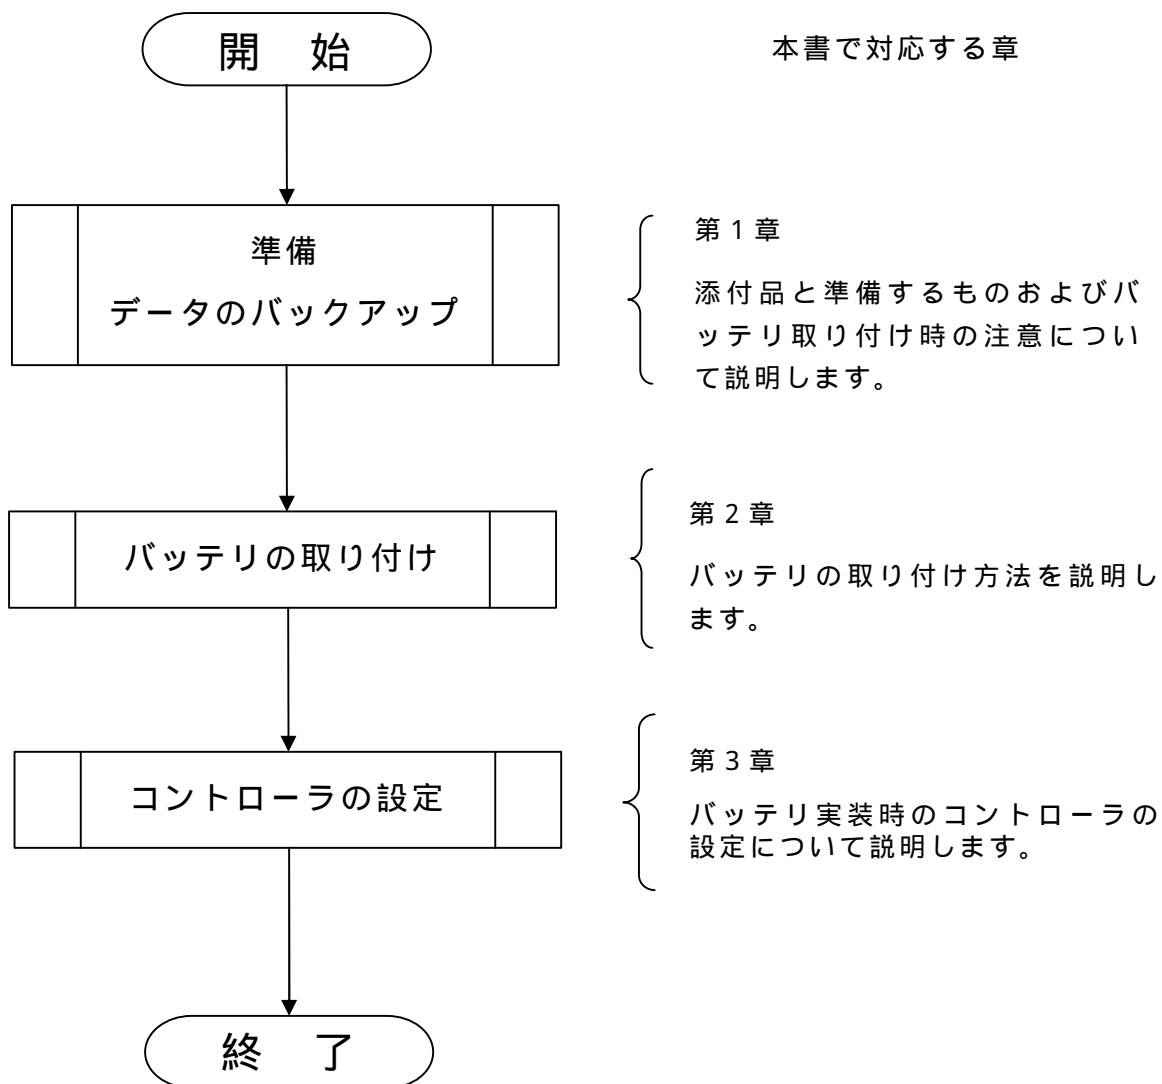 開　始
本書で対応する章
準備
データのバックアップ
第１章
添付品と準備するものおよびバ
ッテリ取り付け時の注意につい
て説明します。
バッテリの取り付け
第２章
バッテリの取り付け方法を説明し
ます。
コントローラの設定
第３章
バッテリ実装時のコントローラの
設定について説明します。
終　了